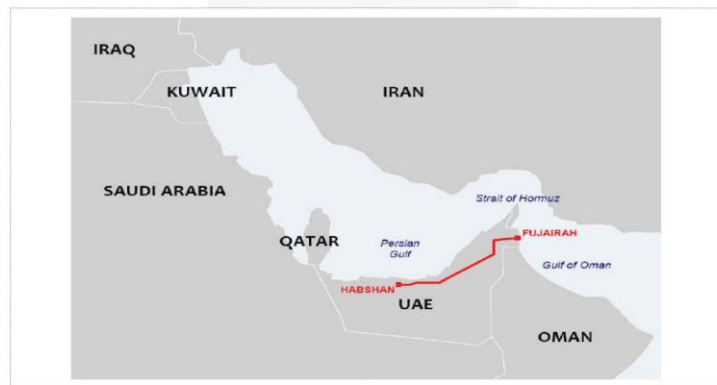 IRAQ
KUWAIT
IRAN
SAUDI ARABIA
Strait of Hormuz
FUJAIRAH
QATAR
Persian
Gulf
Gulf of Oman
HABSHAN
UAE
OMAN